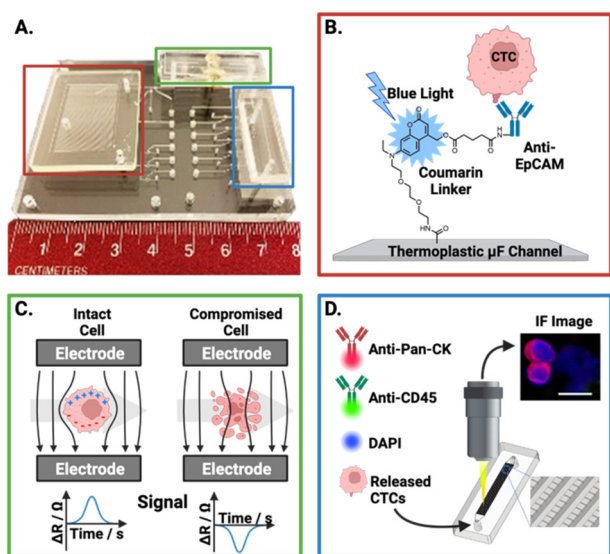 A.
1 2 3 4 5 6 7 8
CENTIMETERS
B.
CTC
Blue Light
Anti-
EpCAM
Coumarin
Linker
O
O
O
O
H
N
O
N
O
O
NH
O
Thermoplastic µF Channel
C.
Intact
Cell
Compromised
Cell
Electrode
Electrode
Electrode
Electrode
Signal
ΔR / Ω
Time / s
ΔR / Ω
Time / s
D.
IF Image
Anti-Pan-CK
Anti-CD45
DAPI
Released
CTCs